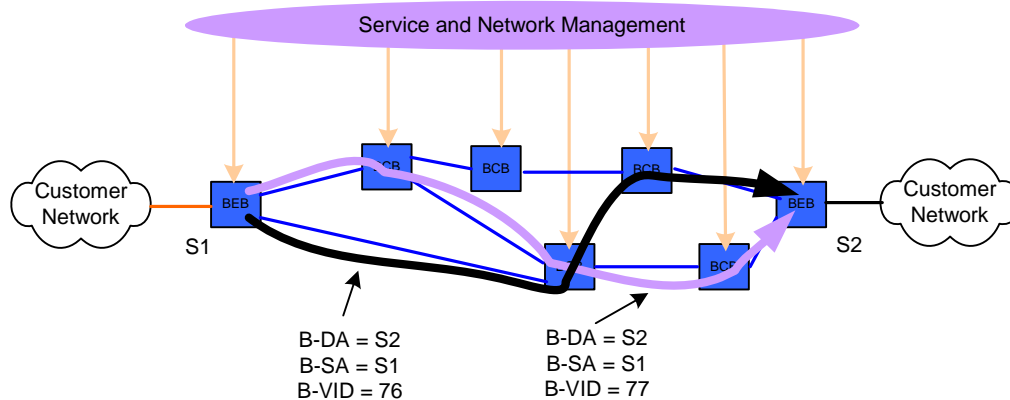 Service and Network Management
BCB
BCB
BCB
Customer
Network
BEB
BEB
Customer
Network
S1
S2
BCB
B-DA = S2
B-SA = S1
B-VID = 76
B-DA = S2
B-SA = S1
B-VID = 77